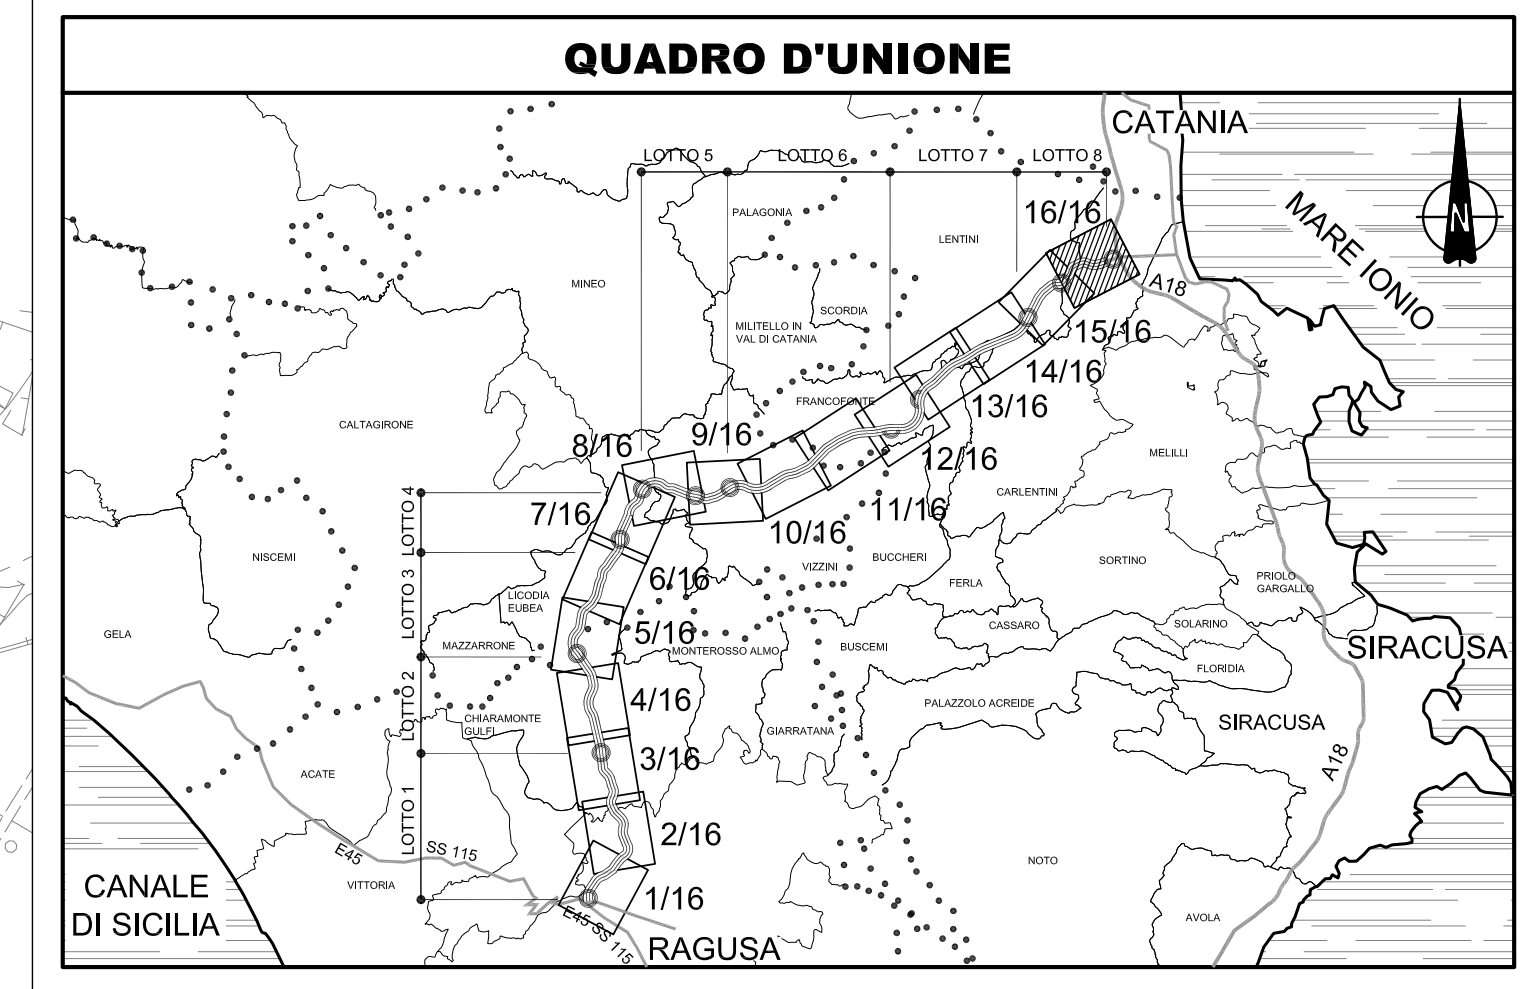 QUADRO D'UNIONE
CATANIA
LOTTO 5
LOTTO 6
LOTTO 7
LOTTO 8
N
MARE IONIO
16/16
PALAGONIA
LENTINI
MINEO
A18
SCORDIA
MILITELLO IN
VAL DI CATANIA
15/16
14/16
13/16
FRANCOFONTE
CALTAGIRONE
8/16
9/16
12/16
MELILLI
CARLENTINI
7/16
11/16
10/16
LOTTO 4
NISCEMI
VIZZINI
BUCCHERI
SORTINO
6/16
FERLA
PRIOLO
GARGALLO
LICODIA
EUBEA
LOTTO 3
GELA
MAZZARRONE
5/16
CASSARO
SOLARINO
MONTEROSSO ALMO
BUSCEMI
SIRACUSA
FLORIDIA
LOTTO 2
4/16
PALAZZOLO ACREIDE
CHIARAMONTE
GULFI
GIARRATANA
SIRACUSA
3/16
A18
ACATE
LOTTO 1
2/16
E45
SS 115
NOTO
VITTORIA
CANALE
DI SICILIA
1/16
E45 SS 115
AVOLA
RAGUSA